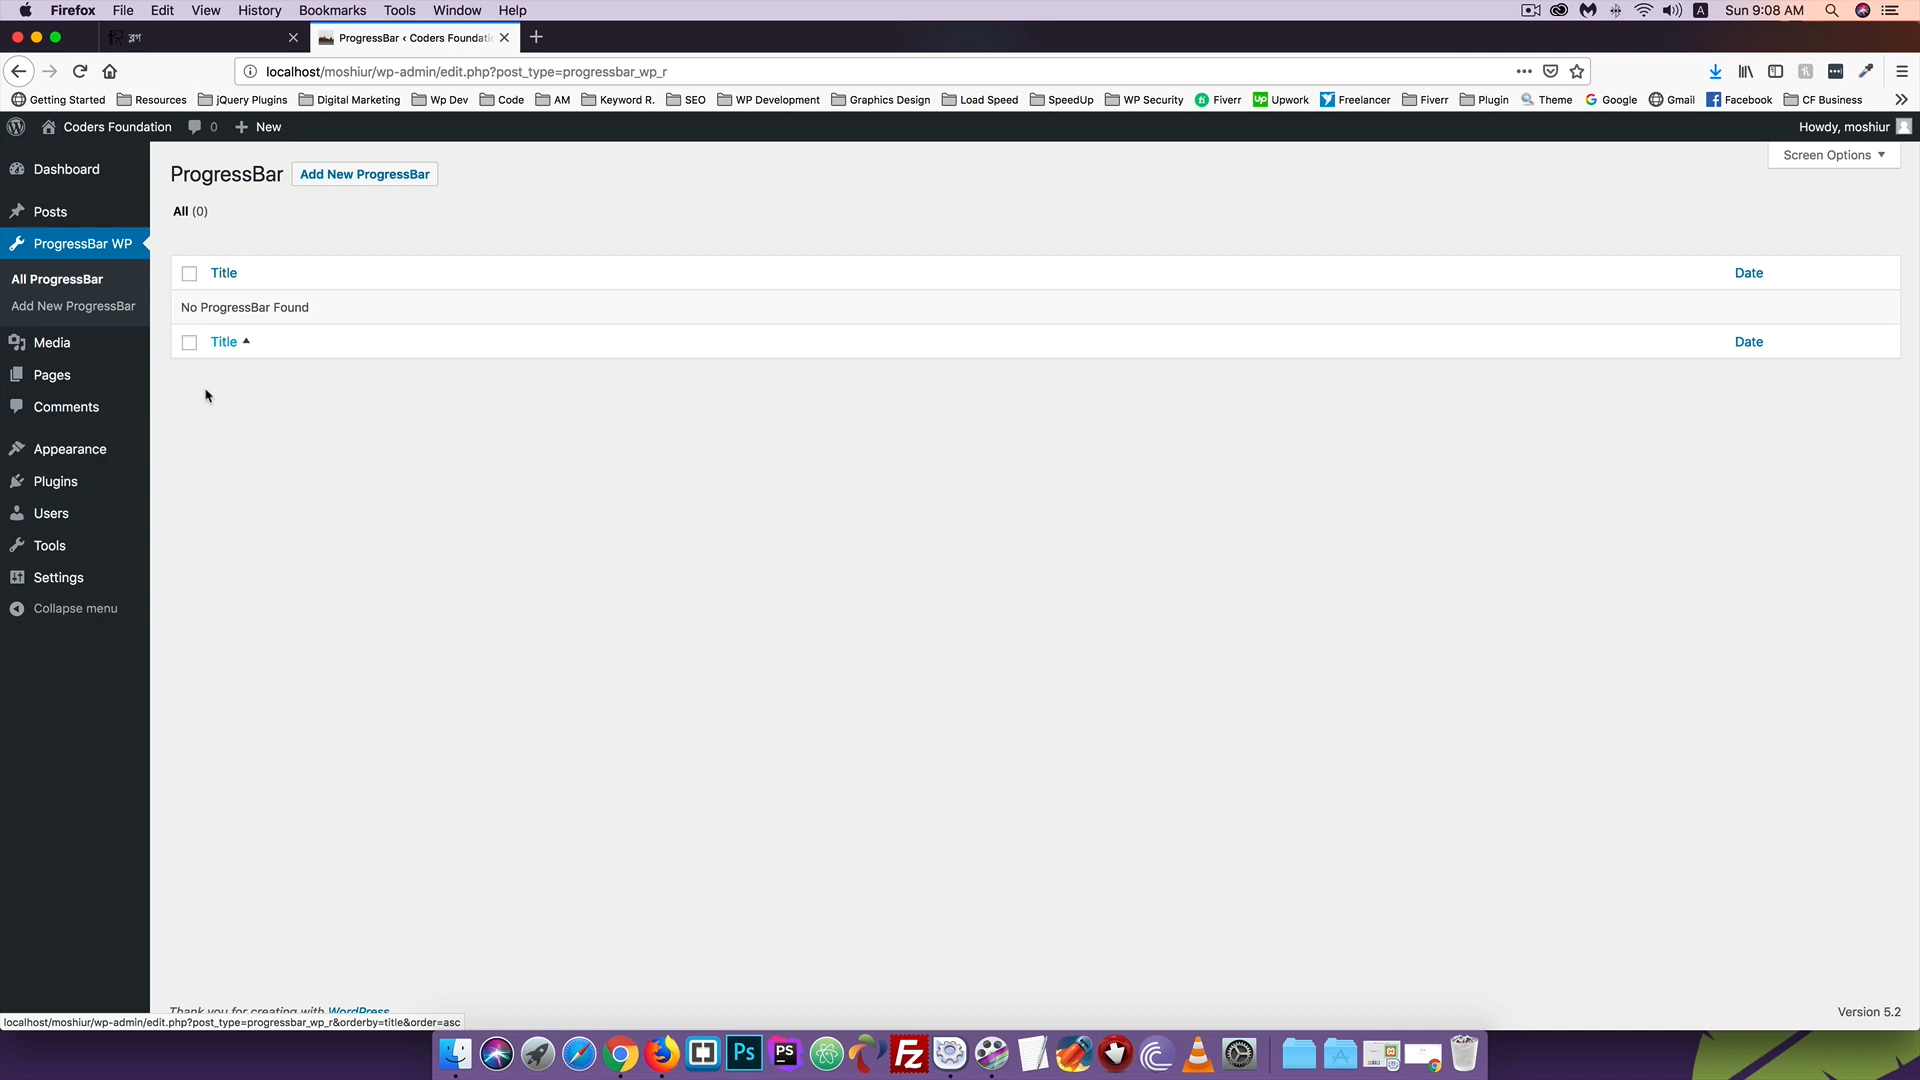 Firefox File Edit View History Bookmarks Tools Window Help
A Sun 9:08 AM
ব্লগ
ProgressBar ‹ Coders Foundatio
localhost/moshiur/wp-admin/edit.php?post_type=progressbar_wp_r
Getting Started Resources jQuery Plugins Digital Marketing Wp Dev Code AM Keyword R. SEO WP Development Graphics Design Load Speed SpeedUp WP Security Fiverr Upwork Freelancer Fiverr Plugin Theme Google Gmail Facebook CF Business
Coders Foundation 0 New
Howdy, moshiur
Screen Options
Dashboard
Posts
ProgressBar WP
All ProgressBar
Add New ProgressBar
Media
Pages
Comments
Appearance
Plugins
Users
Tools
Settings
Collapse menu
ProgressBar Add New ProgressBar
All (0)
Title Date
No ProgressBar Found
Title Date
Thank you for creating with WordPress
Version 5.2
localhost/moshiur/wp-admin/edit.php?post_type=progressbar_wp_r&orderby=title&order=asc
Ps PS Fz